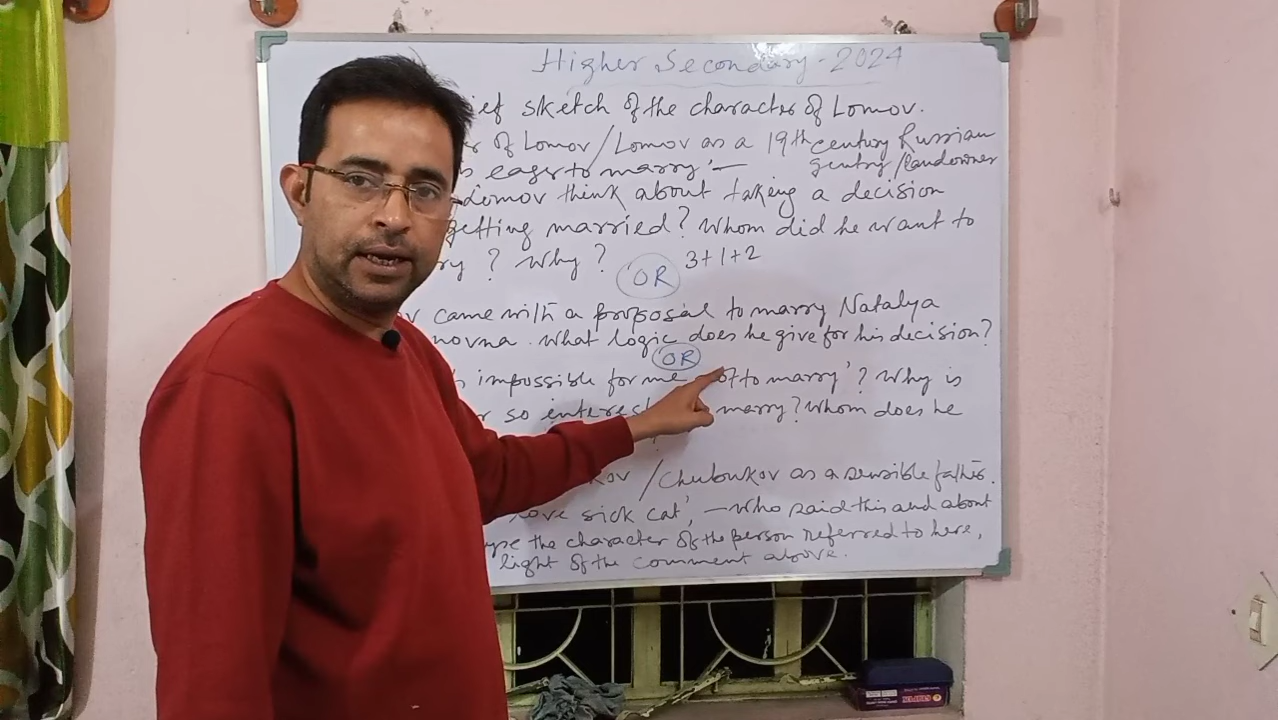 Higher Secondary - 2024
ief sketch of the character of Lomov.
of Lomov/Lomov as a 19th century Russian
gentry/landowner
eager to marry' -
Lomov think about taking a decision
getting married? Whom did he want to
ry? Why? 3+1+2
'OR
came with a proposal to marry Natalya
novna. What logic does he give for his decision?
'OR
impossible for me not to marry'? Why is
so interest marry? Whom does he
kov /Chubukov as a sensible father.
love sick cat', - Who said this and about
the character of the person referred to here,
light of the comment above.